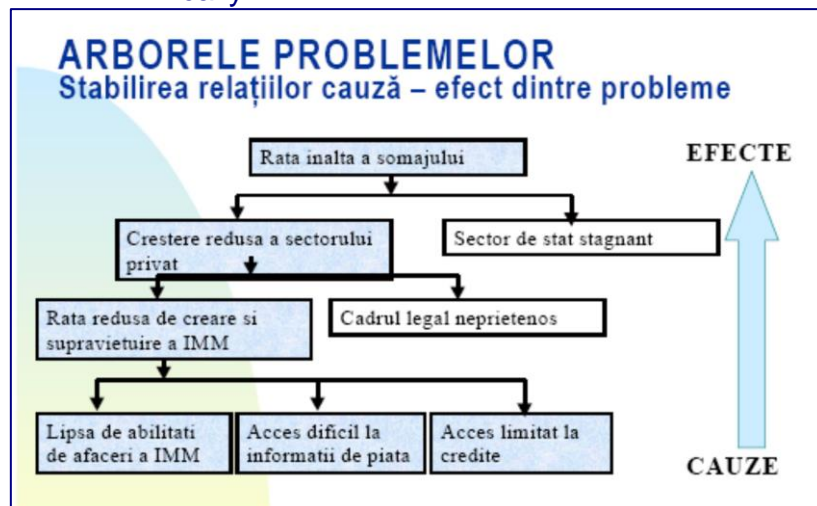 ARBORELE PROBLEMELOR
Stabilirea relațiilor cauză – efect dintre probleme
Rata inalta a somajului
EFECTE
Crestere redusa a sectorului
privat
Sector de stat stagnant
Rata redusa de creare si
supravietuire a IMM
Cadrul legal neprietenos
Lipsa de abilitati
de afaceri a IMM
Acces dificil la
informatii de piata
Acces limitat la
credite
CAUZE